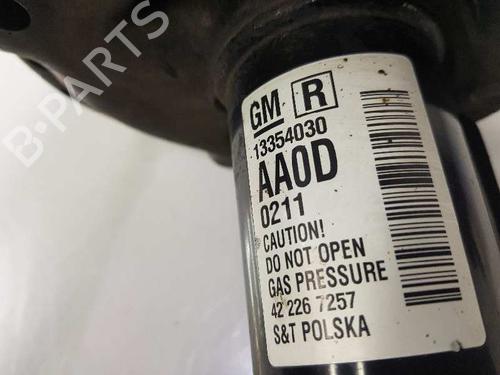 B-PARTS
GM R
13354030
AA0D
0211
CAUTION!
DO NOT OPEN
GAS PRESSURE
42 226 7257
S&T POLSKA